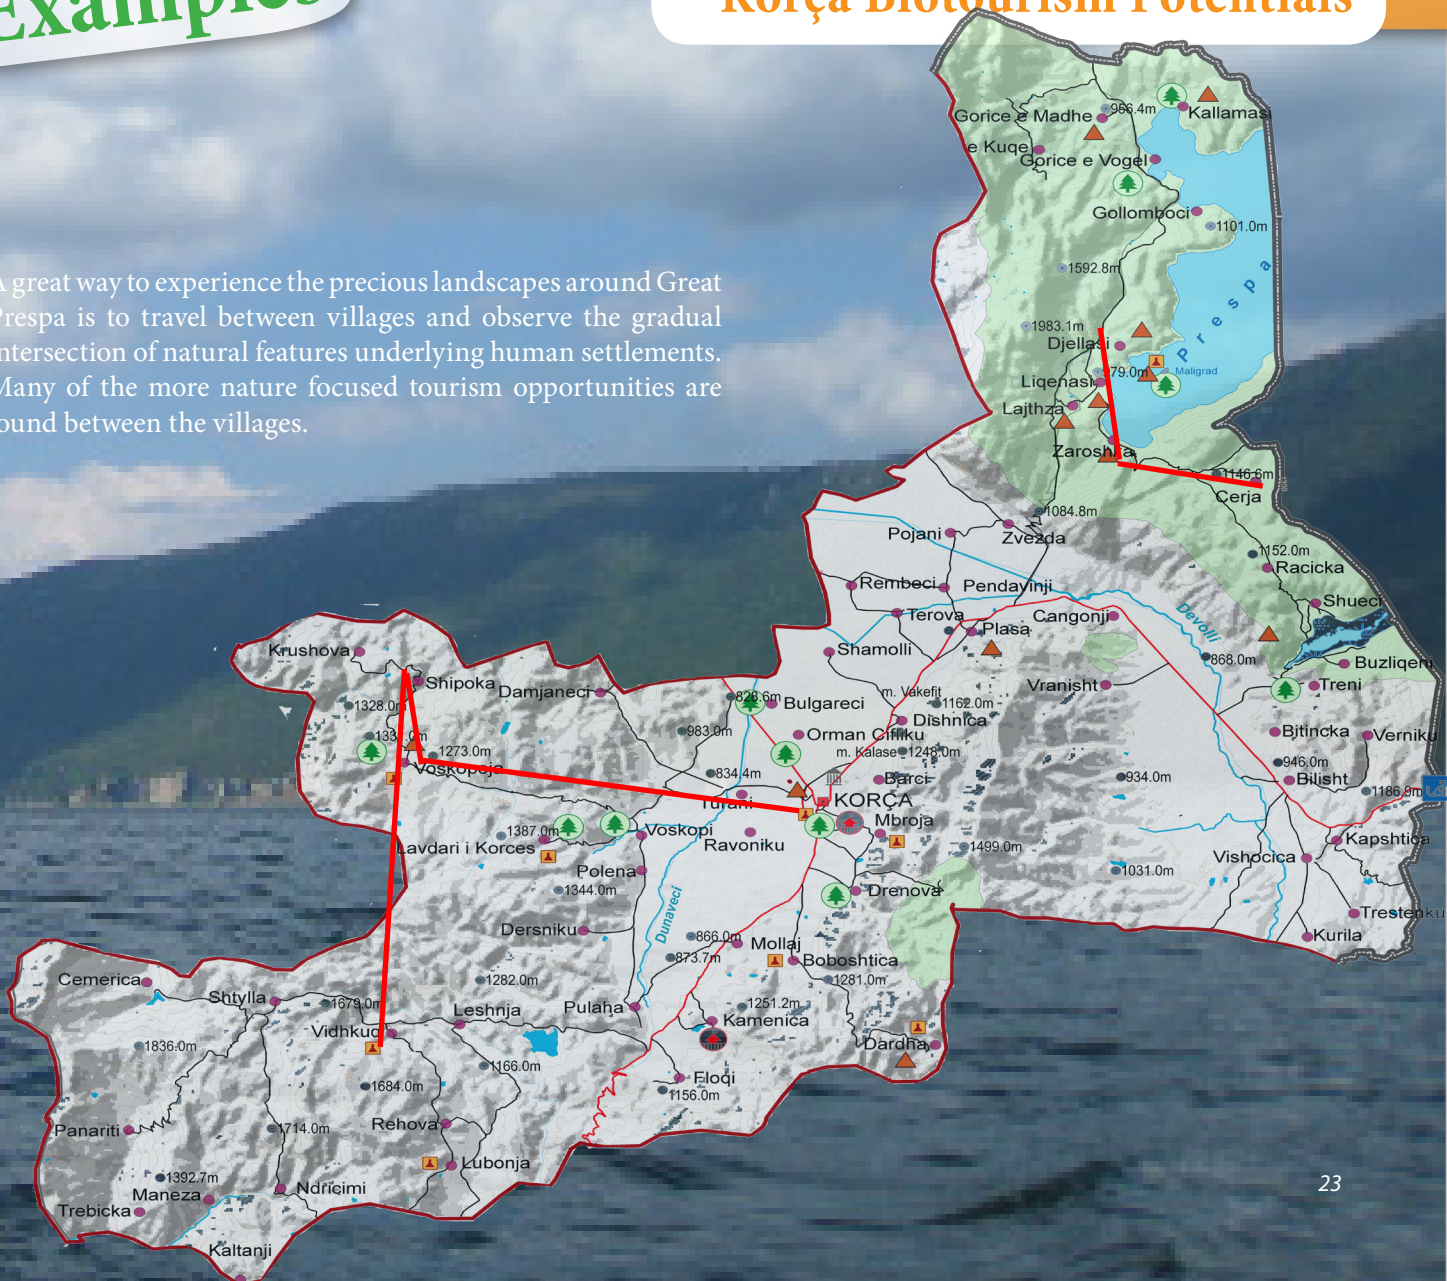 Examples
Korça Biotourism Potentials
A great way to experience the precious landscapes around Great
Prespa is to travel between villages and observe the gradual
intersection of natural features underlying human settlements.
Many of the more nature focused tourism opportunities are
found between the villages.
Gorice e Madhe
956.4m
Kallamasi
e Kuqe
Gorice e Vogel
Gollomboci
1101.0m
1592.8m
Prespa
1983.1m
Djellasi
Maligrad
979.0m
Liqenasi
Lajthza
Zaroshka
1146.6m
Cerja
1084.8m
Pojani
Zvezda
1152.0m
Racicka
Rembeci
Pendavinji
Shueci
Terova
Cangonji
Devolli
Plasa
Krushova
Shamolli
868.0m
Buzliqeni
Shipoka
Damjaneci
Vranisht
Treni
m. Vakefit
828.6m
Bulgareci
1162.0m
1328.0m
Dishnica
983.0m
Orman Cifliku
Bitincka
Verniku
1273.0m
m. Kalase
1248.0m
Voskopoja
834.4m
Barci
934.0m
946.0m
Bilisht
1186.9m
Turani
KORÇA
Mbroja
1387.0m
Voskopi
Ravoniku
Lavdari i Korces
1499.0m
Kapshtica
Vishocica
Polena
1031.0m
1344.0m
Drenova
Dunaveci
Trestenku
Dersniku
866.0m
Mollaj
Kurila
873.7m
Boboshtica
Cemerica
1282.0m
1281.0m
Shtylla
1679.0m
Leshnja
Pulaha
1251.2m
Kamenica
Vidhkuq
1836.0m
Dardha
1166.0m
1684.0m
Floqi
1156.0m
Panariti
1714.0m
Rehova
Lubonja
1392.7m
Maneza
Ndricimi
Trebicka
Kaltanji
23